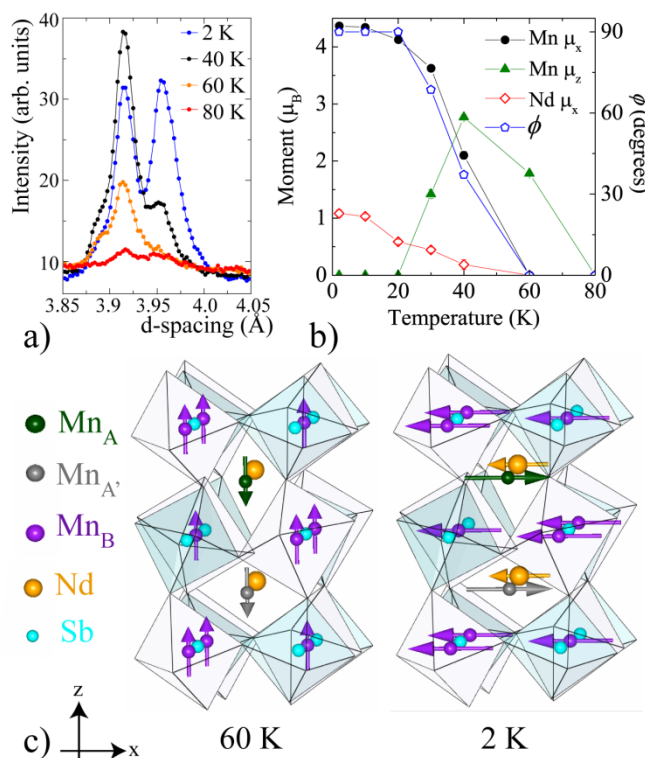 40
30
20
10
Intensity (arb. units)
2 K
40 K
60 K
80 K
3.85 3.91 3.95 4.00 4.05
d-spacing (Å)
a)
4
3
2
1
0
Moment (μB)
Mn μx
Mn μz
Nd μx
ϕ
90
60
30
0
ϕ (degrees)
0 20 40 60 80
Temperature (K)
b)
MnA
MnA'
MnB
Nd
Sb
z
x
c)
60 K
2 K